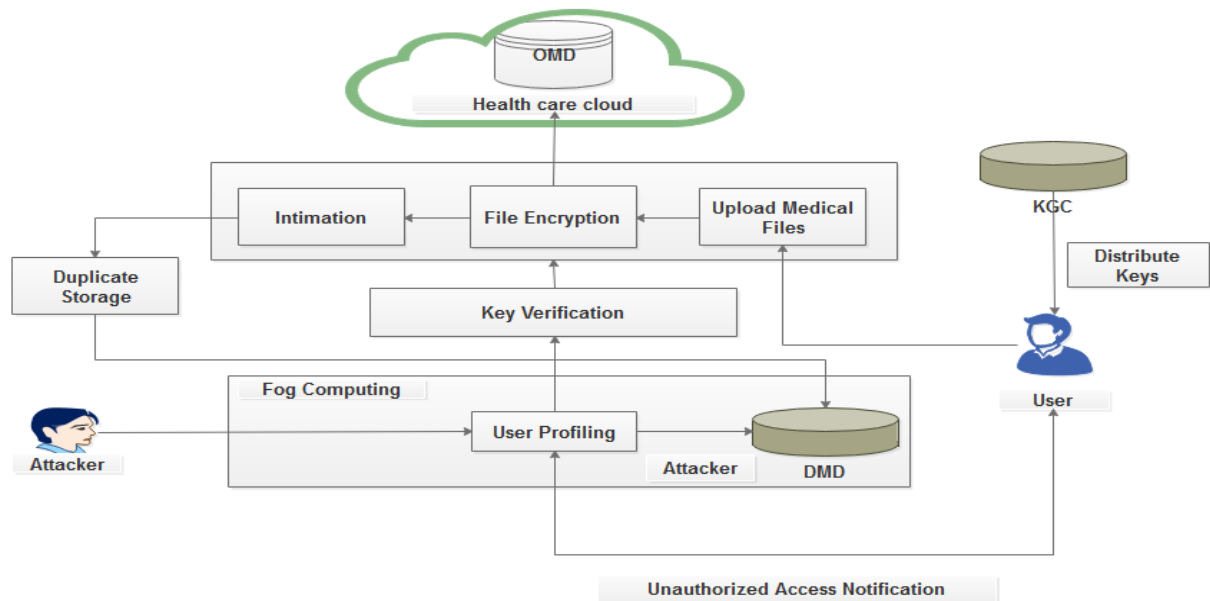 OMD
Health care cloud
Intimation
File Encryption
Upload Medical
Files
KGC
Distribute
Keys
Duplicate
Storage
Key Verification
User
Fog Computing
User Profiling
Attacker
Attacker
DMD
Unauthorized Access Notification